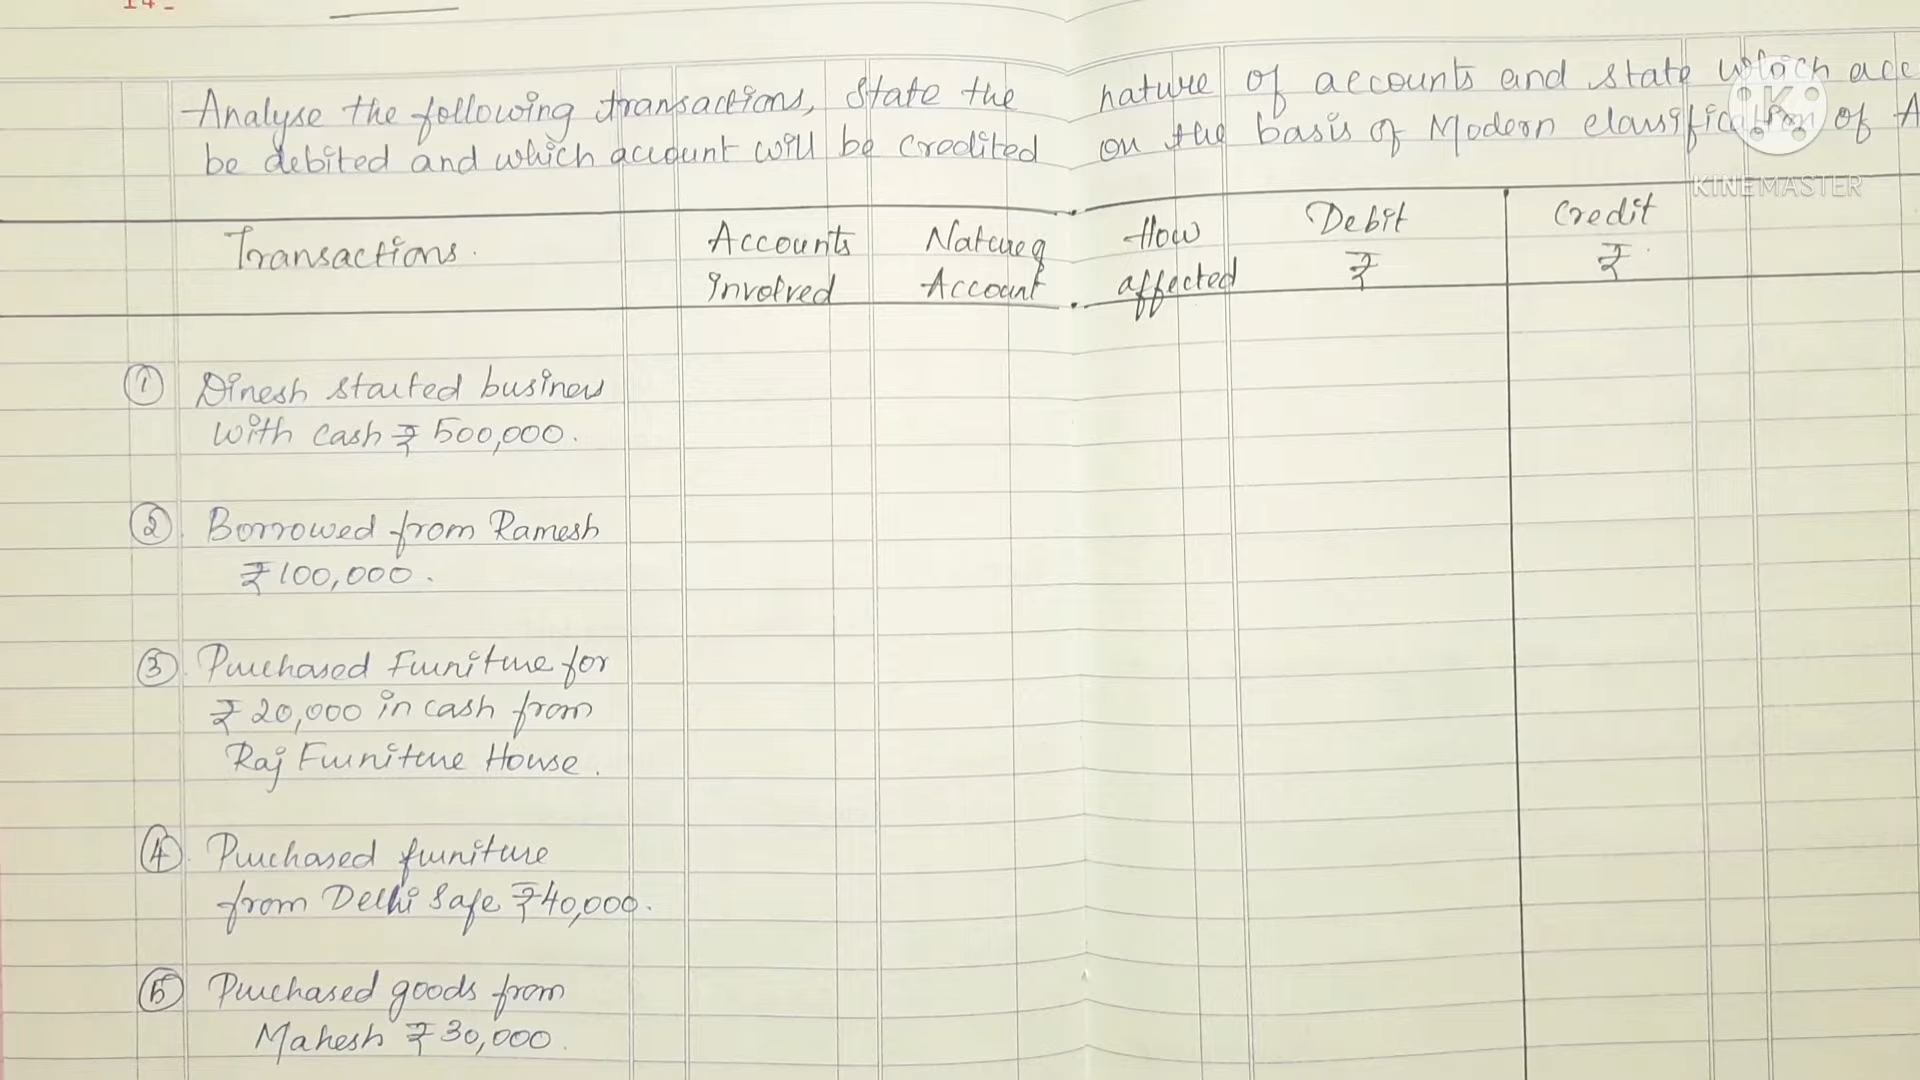 14-
Analyse the following transactions, state the nature of accounts and state which acc
be debited and which account will be credited on the basis of Modern classification of A
KINEMASTER
Transactions. Accounts involved Nature of Account How affected Debit ₹ Credit ₹
① Dinesh started business
with cash ₹ 500,000.
② Borrowed from Ramesh
₹ 100,000.
③ Purchased Furniture for
₹ 20,000 in cash from
Raj Furniture House.
④ Purchased furniture
from Delhi Safe ₹ 40,000.
⑤ Purchased goods from
Mahesh ₹ 30,000.